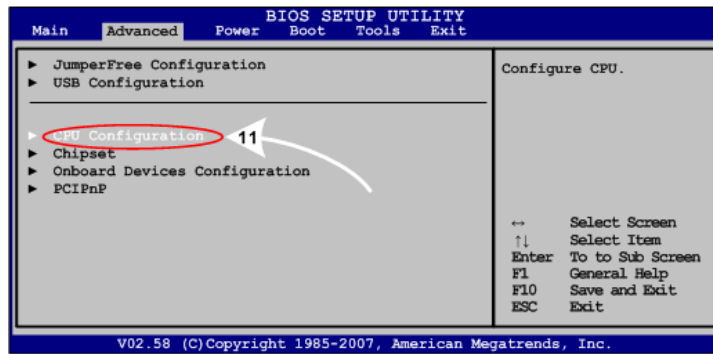 BIOS SETUP UTILITY
Main Advanced Power Boot Tools Exit
► JumperFree Configuration
► USB Configuration
► CPU Configuration
11
► Chipset
► Onboard Devices Configuration
► PCIPnP
Configure CPU.
↔ Select Screen
↑↓ Select Item
Enter To to Sub Screen
F1 General Help
F10 Save and Exit
ESC Exit
V02.58 (C)Copyright 1985-2007, American Megatrends, Inc.